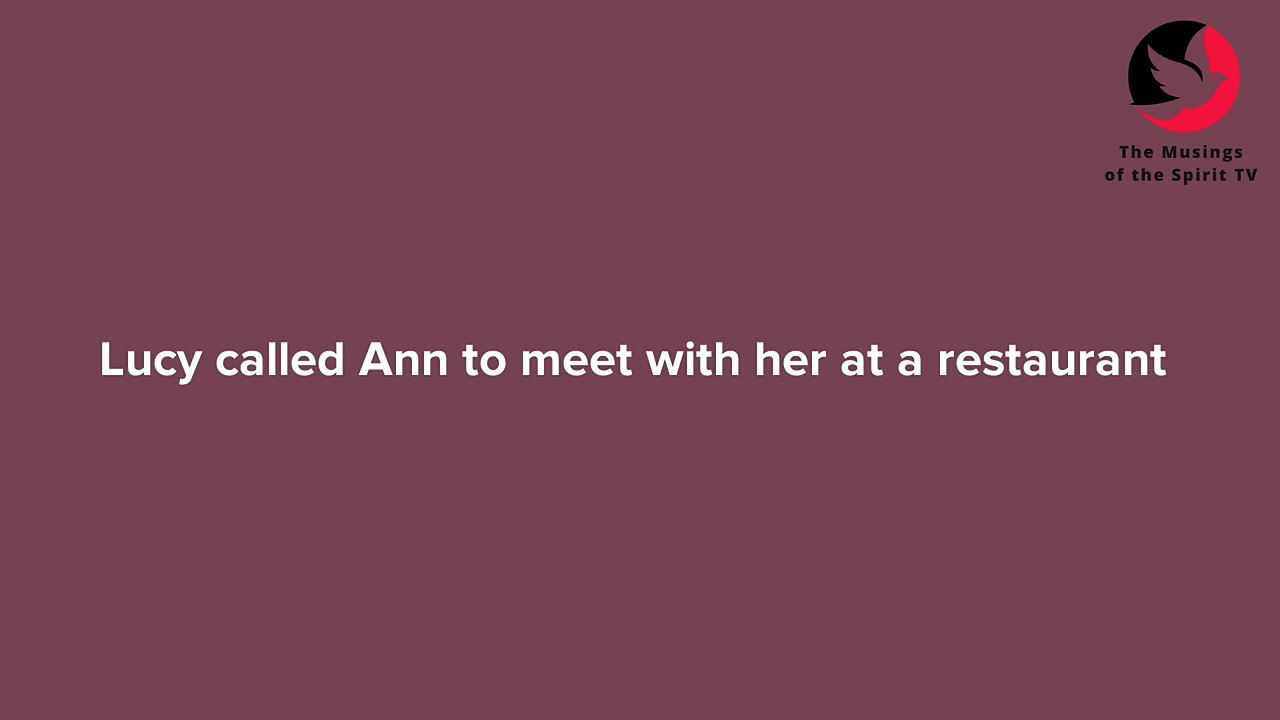 The Musings
of the Spirit TV
Lucy called Ann to meet with her at a restaurant